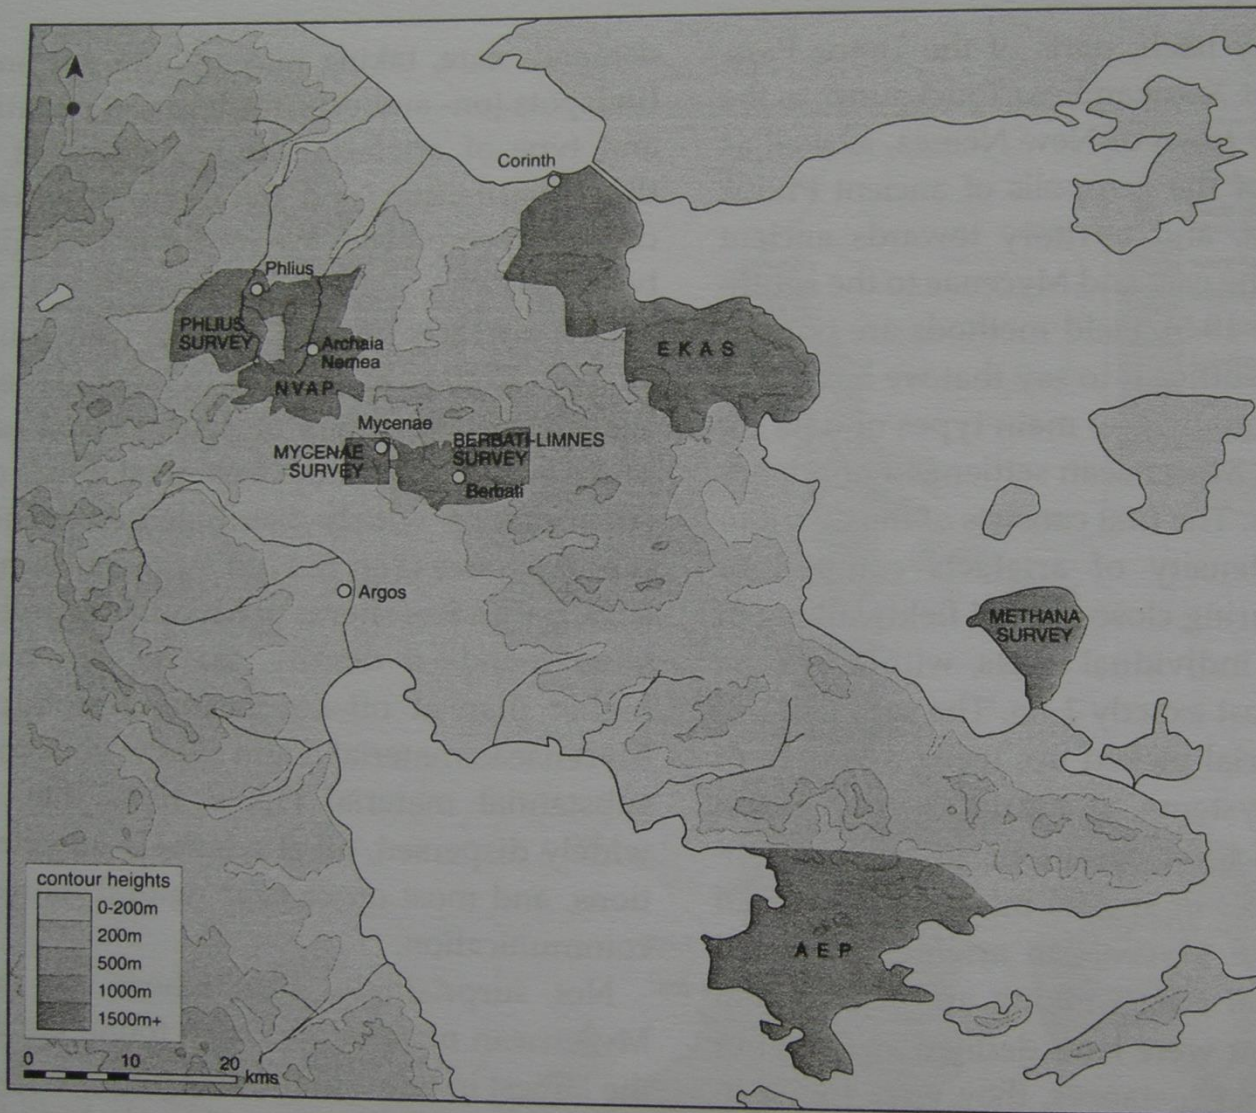 Corinth
Phlius
PHLIUS
SURVEY
Archaia
Nemea
EKAS
NVAP
Mycenae
MYCENAE
SURVEY
BERBATI-LIMNES
SURVEY
Berbati
Argos
METHANA
SURVEY
AEP
contour heights
0-200m
200m
500m
1000m
1500m+
0 10 20
kms